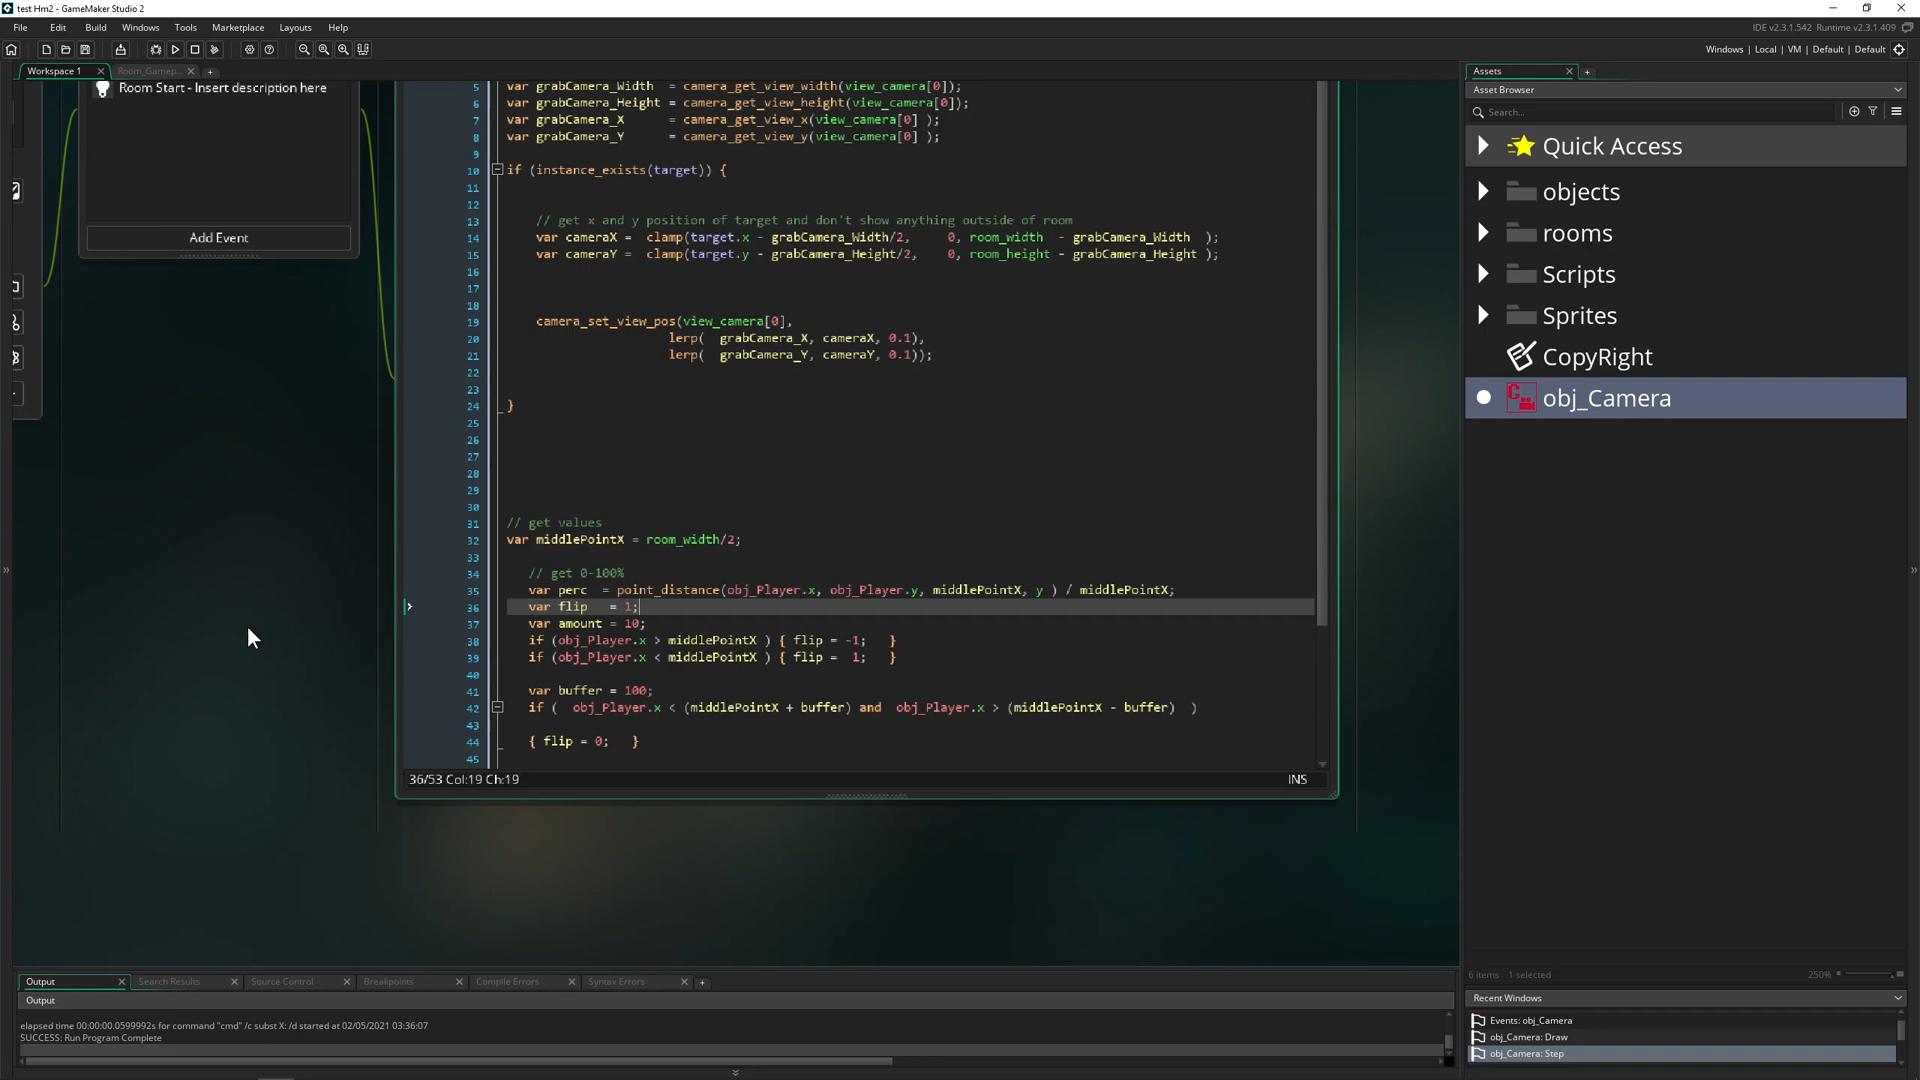 test Hm2 - GameMaker Studio 2
File Edit Build Windows Tools Marketplace Layouts Help
IDE v2.3.1.542 Runtime v2.3.1.409
Windows | Local | VM | Default | Default
Workspace 1
Room_Gamep...
Room Start - Insert description here
Add Event
5 var grabCamera_Width = camera_get_view_width(view_camera[0]);
6 var grabCamera_Height = camera_get_view_height(view_camera[0]);
7 var grabCamera_X = camera_get_view_x(view_camera[0] );
8 var grabCamera_Y = camera_get_view_y(view_camera[0] );
9
10 if (instance_exists(target)) {
11
12
13 // get x and y position of target and don't show anything outside of room
14 var cameraX = clamp(target.x - grabCamera_Width/2, 0, room_width - grabCamera_Width );
15 var cameraY = clamp(target.y - grabCamera_Height/2, 0, room_height - grabCamera_Height );
16
17
18
19 camera_set_view_pos(view_camera[0],
20 lerp( grabCamera_X, cameraX, 0.1),
21 lerp( grabCamera_Y, cameraY, 0.1));
22
23
24 }
25
26
27
28
29
30
31 // get values
32 var middlePointX = room_width/2;
33
34 // get 0-100%
35 var perc = point_distance(obj_Player.x, obj_Player.y, middlePointX, y ) / middlePointX;
36 var flip = 1;
37 var amount = 10;
38 if (obj_Player.x > middlePointX ) { flip = -1; }
39 if (obj_Player.x < middlePointX ) { flip = 1; }
40
41 var buffer = 100;
42 if ( obj_Player.x < (middlePointX + buffer) and obj_Player.x > (middlePointX - buffer) )
43
44 { flip = 0; }
45
36/53 Col:19 Ch:19
INS
Assets
Asset Browser
Search...
Quick Access
objects
rooms
Scripts
Sprites
CopyRight
obj_Camera
6 items 1 selected
250%
Recent Windows
Events: obj_Camera
obj_Camera: Draw
obj_Camera: Step
Output
Search Results
Source Control
Breakpoints
Compile Errors
Syntax Errors
Output
elapsed time 00:00:00.0599992s for command "cmd" /c subst X: /d started at 02/05/2021 03:36:07
SUCCESS: Run Program Complete